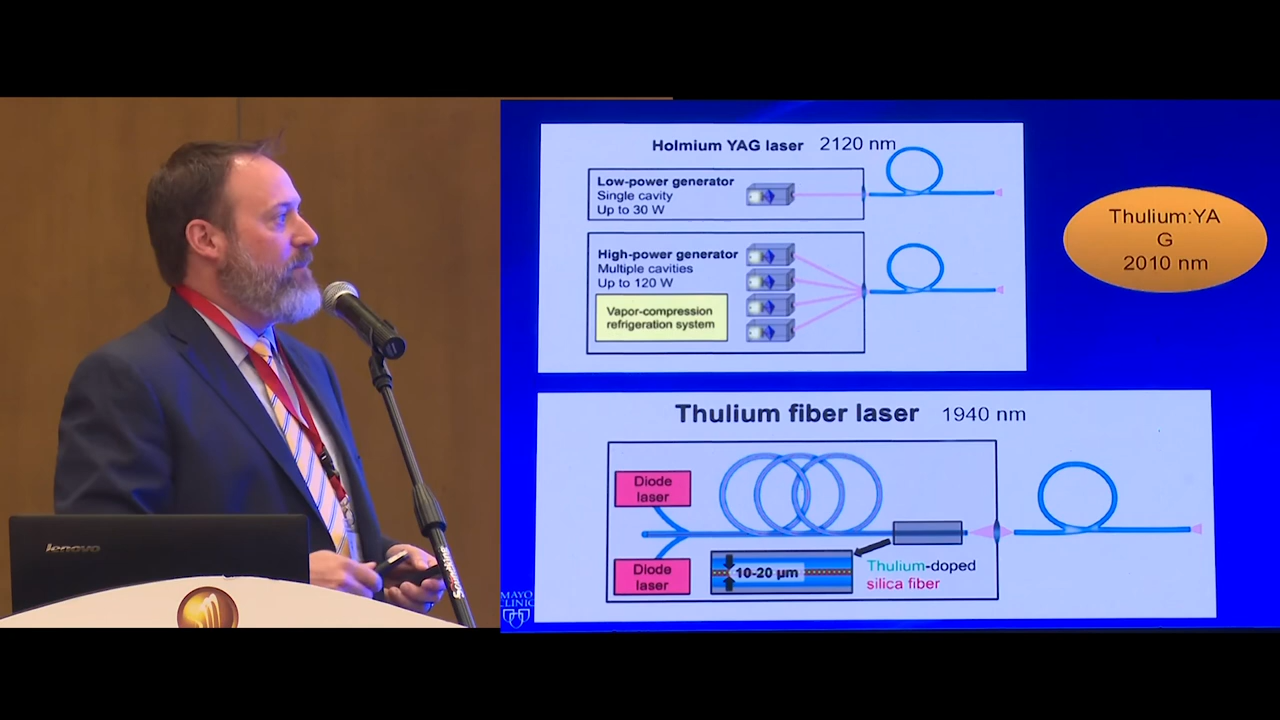 Holmium YAG laser 2120 nm
Low-power generator
Single cavity
Up to 30 W
High-power generator
Multiple cavities
Up to 120 W
Vapor-compression
refrigeration system
Thulium:YA
G
2010 nm
Thulium fiber laser 1940 nm
Diode
laser
Diode
laser
10-20 µm
Thulium-doped
silica fiber
MAYO
CLINIC
lenovo